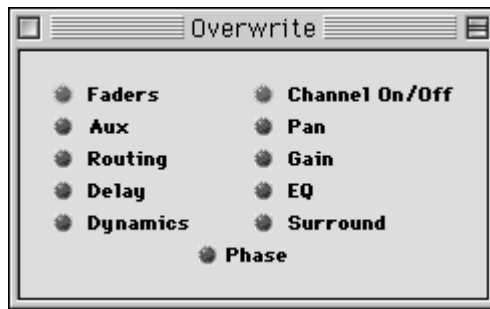 Overwrite
Faders Channel On/Off
Aux Pan
Routing Gain
Delay EQ
Dynamics Surround
Phase